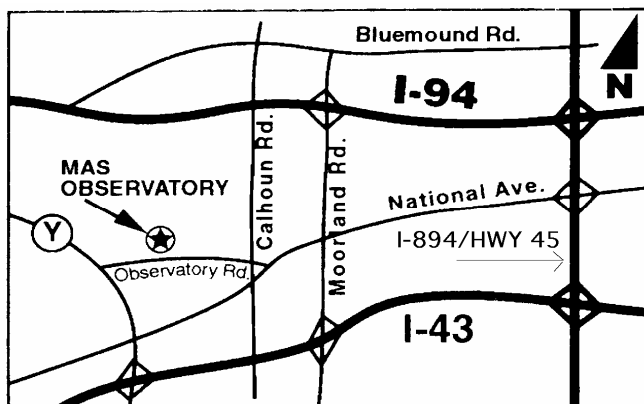 Bluemound Rd.
N
I-94
MAS
OBSERVATORY
Calhoun Rd.
Moorland Rd.
National Ave.
Y
I-894/HWY 45
Observatory Rd.
I-43